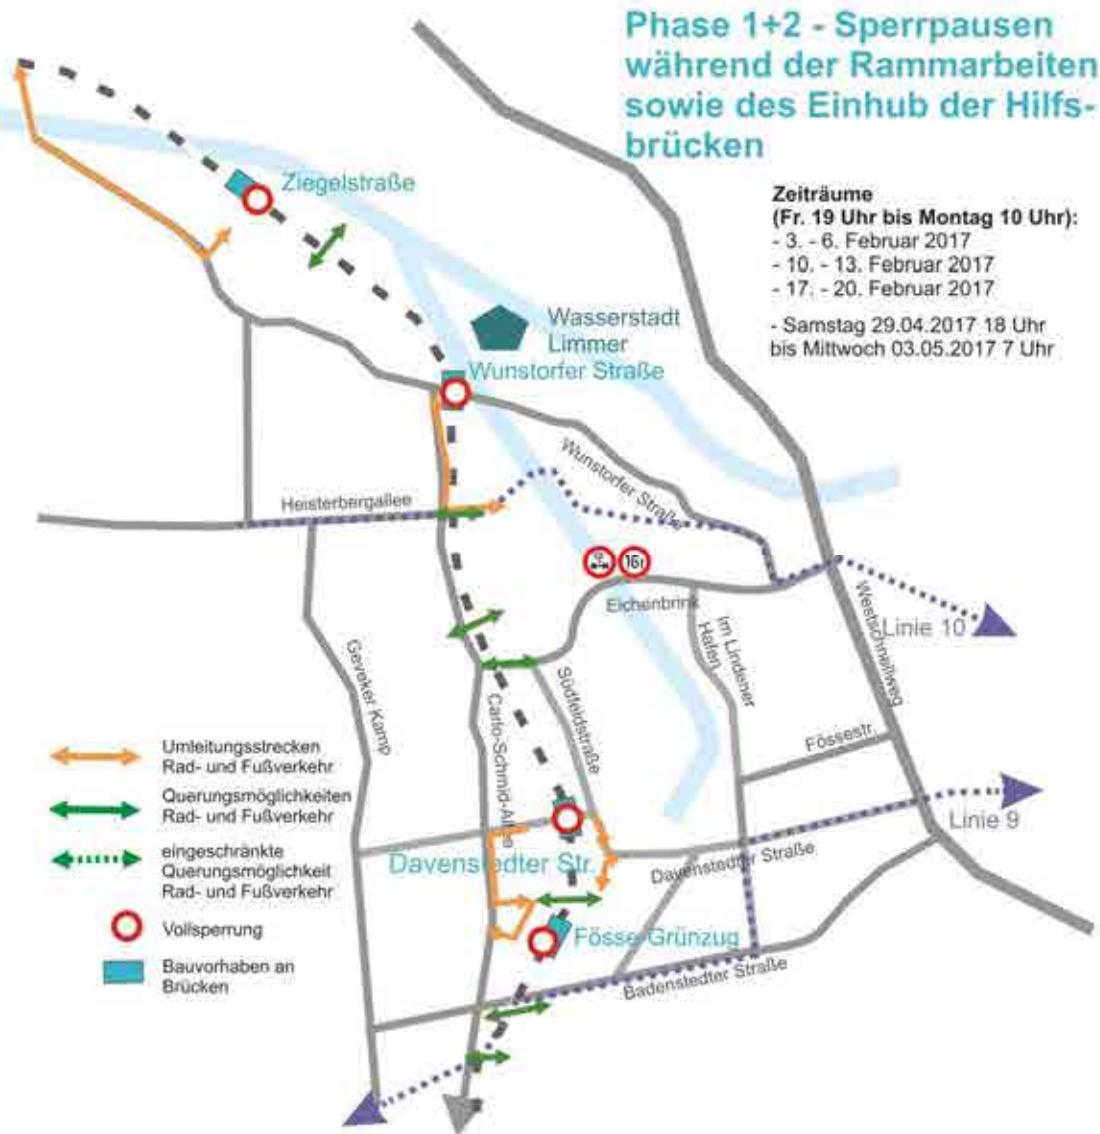 Phase 1+2 - Sperrpausen
während der Rammarbeiten
sowie des Einhub der Hilfs-
brücken
Zeiträume
(Fr. 19 Uhr bis Montag 10 Uhr):
- 3. - 6. Februar 2017
- 10. - 13. Februar 2017
- 17. - 20. Februar 2017
- Samstag 29.04.2017 18 Uhr
bis Mittwoch 03.05.2017 7 Uhr
Ziegelstraße
Wasserstadt
Limmer
Wunstorfer Straße
Wunstorfer Straße
Heisterbergallee
16t
Eichenbrink
Im Lindener
Hafen
Westschnellweg
Linie 10
Geveker Kamp
Carlo-Schmid-Allee
Südfeldstraße
Fössestr.
Linie 9
Davenstedter Str.
Davenstedter Straße
Fösse-Grünzug
Badenstedter Straße
Umleitungsstrecken
Rad- und Fußverkehr
Querungsmöglichkeiten
Rad- und Fußverkehr
eingeschränkte
Querungsmöglichkeit
Rad- und Fußverkehr
Vollsperrung
Bauvorhaben an
Brücken